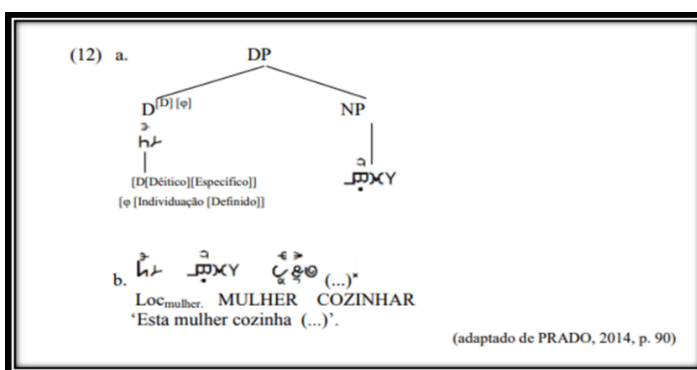 (12) a. DP
D[D] [φ] NP
[D[Dêitico][Específico]]
[φ [Individuação [Definido]]
b. (...)”
Locmulher. MULHER COZINHAR
‘Esta mulher cozinha (...)’.
(adaptado de PRADO, 2014, p. 90)